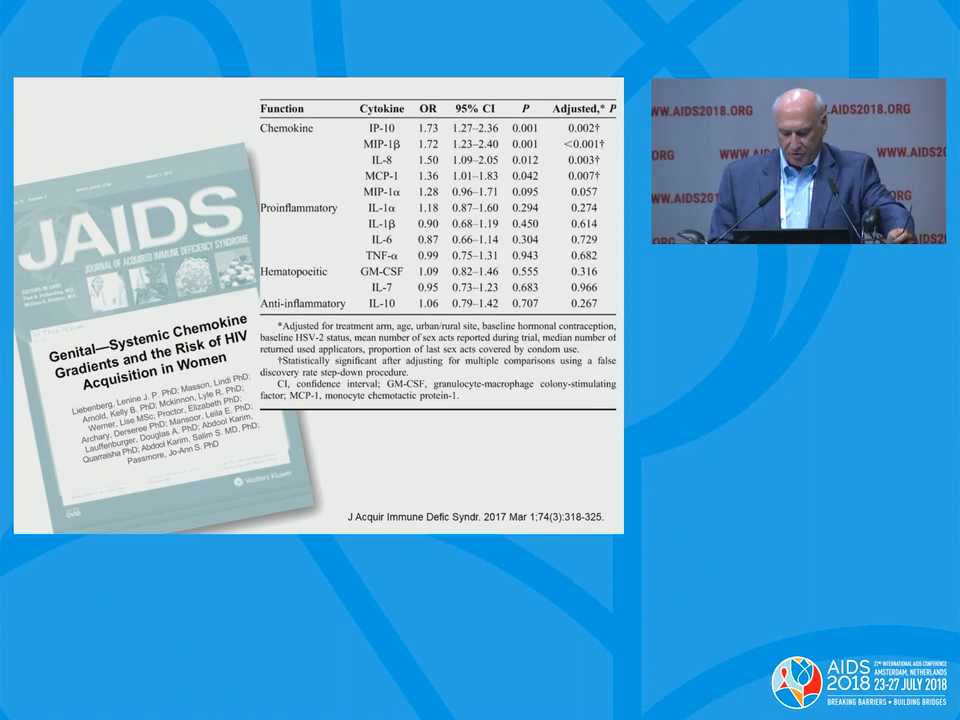 Function Cytokine OR 95% CI P Adjusted,* P
Chemokine IP-10 1.73 1.27–2.36 0.001 0.002†
MIP-1β 1.72 1.23–2.40 0.001 <0.001†
IL-8 1.50 1.09–2.05 0.012 0.003†
MCP-1 1.36 1.01–1.83 0.042 0.007†
MIP-1α 1.28 0.96–1.71 0.095 0.057
Proinflammatory IL-1α 1.18 0.87–1.60 0.294 0.274
IL-1β 0.90 0.68–1.19 0.450 0.614
IL-6 0.87 0.66–1.14 0.304 0.729
TNF-α 0.99 0.75–1.31 0.943 0.682
Hematopoeitic GM-CSF 1.09 0.82–1.46 0.555 0.316
IL-7 0.95 0.73–1.23 0.683 0.966
Anti-inflammatory IL-10 1.06 0.79–1.42 0.707 0.267
*Adjusted for treatment arm, age, urban/rural site, baseline hormonal contraception,
baseline HSV-2 status, mean number of sex acts reported during trial, median number of
returned used applicators, proportion of last sex acts covered by condom use.
†Statistically significant after adjusting for multiple comparisons using a false
discovery rate step-down procedure.
CI, confidence interval; GM-CSF, granulocyte-macrophage colony-stimulating
factor; MCP-1, monocyte chemotactic protein-1.
JAIDS
JOURNAL OF ACQUIRED IMMUNE DEFICIENCY SYNDROME
EDITORS IN CHIEF
In This Issue
Genital—Systemic Chemokine
Gradients and the Risk of HIV
Acquisition in Women
Liebenberg, Lenine J. P. PhD; Masson, Lindi PhD;
Arnold, Kelly B. PhD; Mckinnon, Lyle R. PhD;
Werner, Lise MSc; Proctor, Elizabeth PhD;
Archary, Derseree PhD; Mansoor, Leila E. PhD;
Lauffenburger, Douglas A. PhD; Abdool Karim,
Quarraisha PhD; Abdool Karim, Salim S. MD, PhD;
Passmore, Jo-Ann S. PhD
Wolters Kluwer
J Acquir Immune Defic Syndr. 2017 Mar 1;74(3):318-325.
WW.AIDS2018.ORG
AIDS2018.ORG
ORG WWW.A WWW.AIDS20
WW.AIDS201
ORG AIDS20
AIDS 2018
22ND INTERNATIONAL AIDS CONFERENCE
AMSTERDAM, NETHERLANDS
23-27 JULY 2018
BREAKING BARRIERS • BUILDING BRIDGES